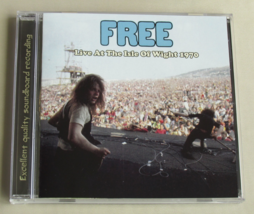 FREE
Live At The Isle Of Wight 1970
Excellent quality soundboard recording